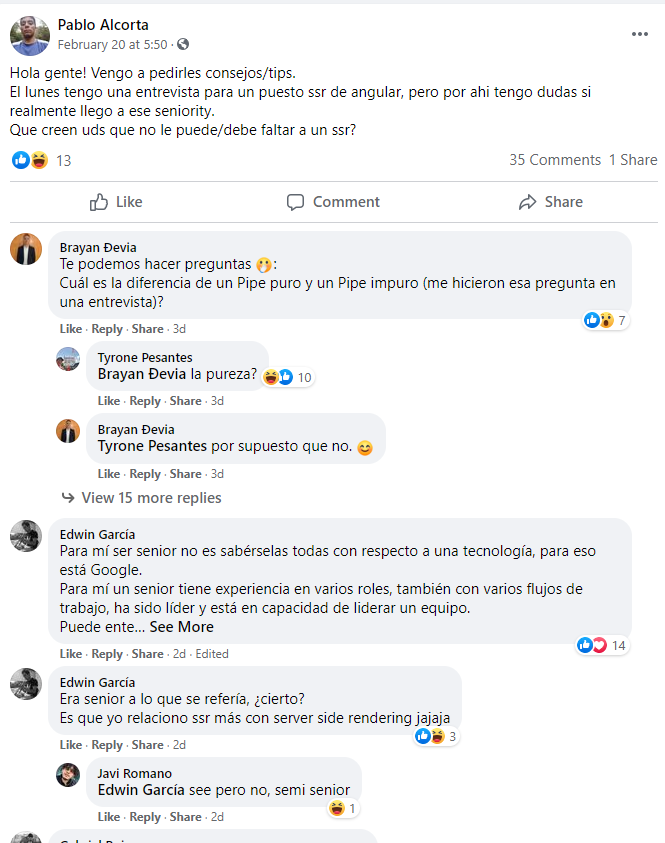 Pablo Alcorta
February 20 at 5:50 ·
Hola gente! Vengo a pedirles consejos/tips.
El lunes tengo una entrevista para un puesto ssr de angular, pero por ahi tengo dudas si
realmente llego a ese seniority.
Que creen uds que no le puede/debe faltar a un ssr?
13
35 Comments 1 Share
Like Comment Share
Brayan Đevia
Te podemos hacer preguntas 🫢:
Cuál es la diferencia de un Pipe puro y un Pipe impuro (me hicieron esa pregunta en
una entrevista)?
7
Like · Reply · Share · 3d
Tyrone Pesantes
Brayan Đevia la pureza?
10
Like · Reply · Share · 3d
Brayan Đevia
Tyrone Pesantes por supuesto que no. 😊
Like · Reply · Share · 3d
View 15 more replies
Edwin García
Para mí ser senior no es sabérselas todas con respecto a una tecnología, para eso
está Google.
Para mí un senior tiene experiencia en varios roles, también con varios flujos de
trabajo, ha sido líder y está en capacidad de liderar un equipo.
Puede ente... See More
14
Like · Reply · Share · 2d · Edited
Edwin García
Era senior a lo que se refería, ¿cierto?
Es que yo relaciono ssr más con server side rendering jajaja
3
Like · Reply · Share · 2d
Javi Romano
Edwin García see pero no, semi senior
1
Like · Reply · Share · 2d